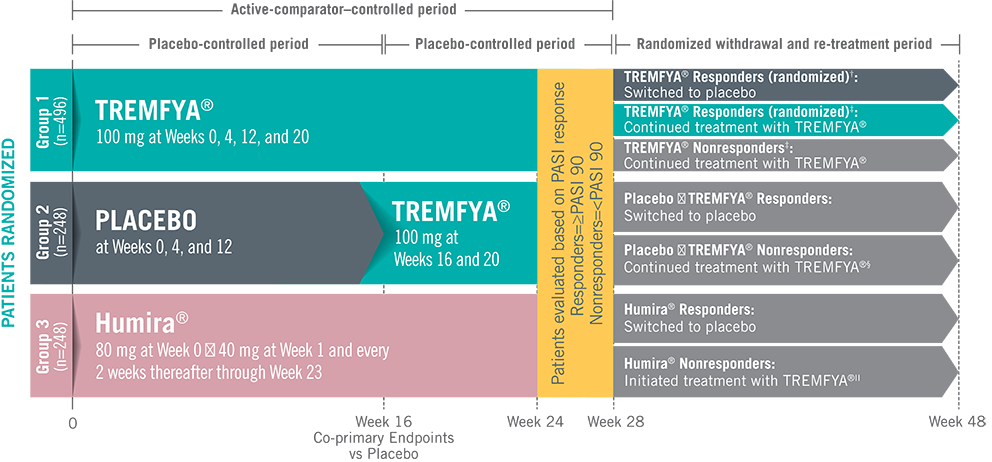 Active-comparator–controlled period
Placebo-controlled period
Placebo-controlled period
Randomized withdrawal and re-treatment period
PATIENTS RANDOMIZED
Group 1
(n=496)
TREMFYA®
100 mg at Weeks 0, 4, 12, and 20
Group 2
(n=248)
PLACEBO
at Weeks 0, 4, and 12
TREMFYA®
100 mg at
Weeks 16 and 20
Group 3
(n=248)
Humira®
80 mg at Week 0 40 mg at Week 1 and every
2 weeks thereafter through Week 23
Patients evaluated based on PASI response
Responders=≥PASI 90
Nonresponders=<PASI 90
TREMFYA® Responders (randomized)†:
Switched to placebo
TREMFYA® Responders (randomized)‡:
Continued treatment with TREMFYA®
TREMFYA® Nonresponders‡:
Continued treatment with TREMFYA®
Placebo TREMFYA® Responders:
Switched to placebo
Placebo TREMFYA® Nonresponders:
Continued treatment with TREMFYA®§
Humira® Responders:
Switched to placebo
Humira® Nonresponders:
Initiated treatment with TREMFYA®||
0
Week 16
Co-primary Endpoints
vs Placebo
Week 24
Week 28
Week 48